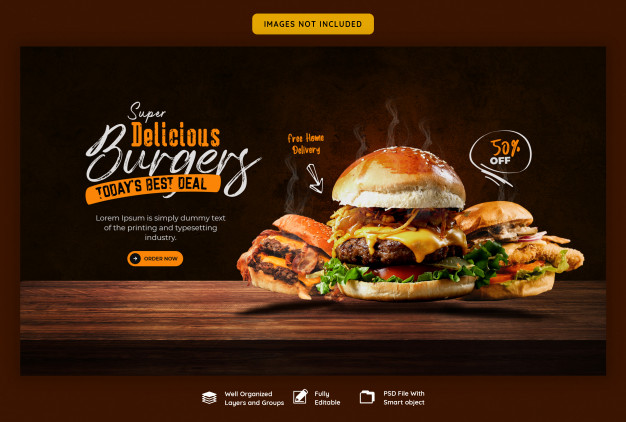 IMAGES NOT INCLUDED
Super
Delicious
Burgers
TODAY'S BEST DEAL
Lorem Ipsum is simply dummy text
of the printing and typesetting
industry.
ORDER NOW
free Home
Delivery
50%
OFF
Well Organized
Layers and Groups
Fully
Editable
PSD File With
Smart object